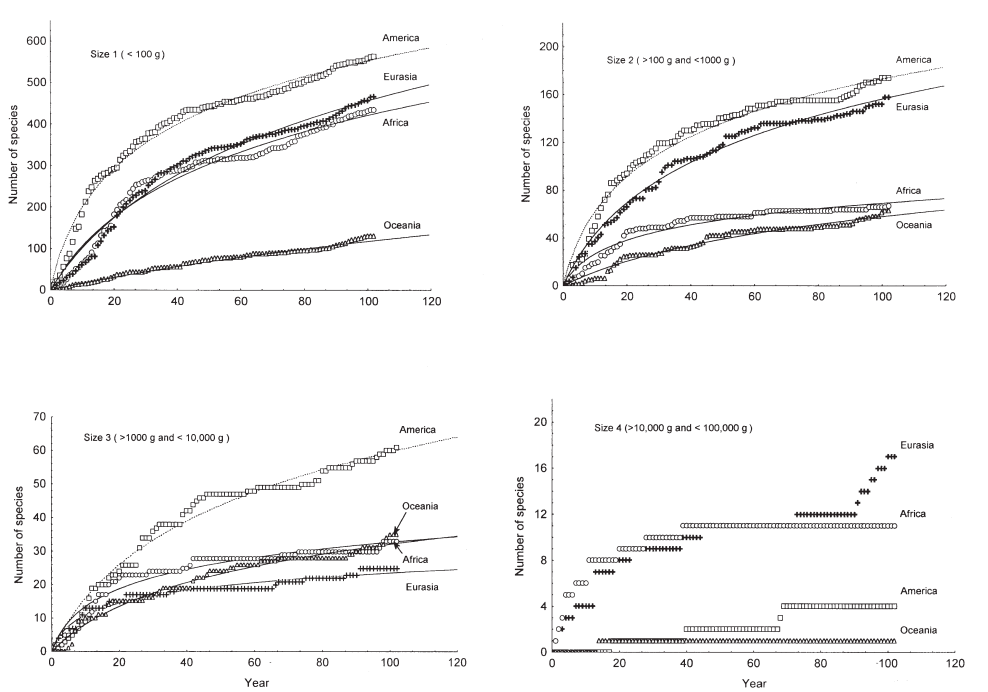 Size 1 ( < 100 g )
America
Eurasia
Africa
Oceania
Number of species
0 100 200 300 400 500 600
0 20 40 60 80 100 120
Size 2 ( >100 g and <1000 g )
America
Eurasia
Africa
Oceania
Number of species
0 40 80 120 160 200
0 20 40 60 80 100 120
Size 3 ( >1000 g and < 10,000 g )
America
Oceania
Africa
Eurasia
Number of species
0 10 20 30 40 50 60 70
0 20 40 60 80 100 120
Year
Size 4 (>10,000 g and < 100,000 g )
Eurasia
Africa
America
Oceania
Number of species
0 4 8 12 16 20
0 20 40 60 80 100 120
Year